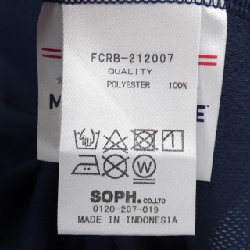 FCRB-212007
QUALITY
POLYESTER 100%
SOPH. CO.,LTD
0120 207-019
MADE IN INDONESIA